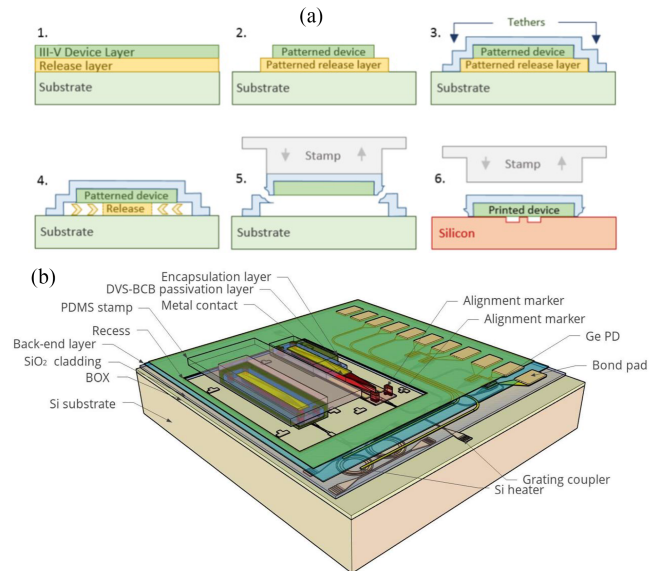 (a)
1.
III-V Device Layer
Release layer
Substrate
2.
Patterned device
Patterned release layer
Substrate
3.
Tethers
Patterned device
Patterned release layer
Substrate
4.
Patterned device
Release
Substrate
5.
Stamp
Substrate
6.
Stamp
Printed device
Silicon
(b)
Encapsulation layer
DVS-BCB passivation layer
PDMS stamp
Metal contact
Recess
Back-end layer
SiO₂ cladding
BOX
Si substrate
Alignment marker
Alignment marker
Ge PD
Bond pad
Grating coupler
Si heater